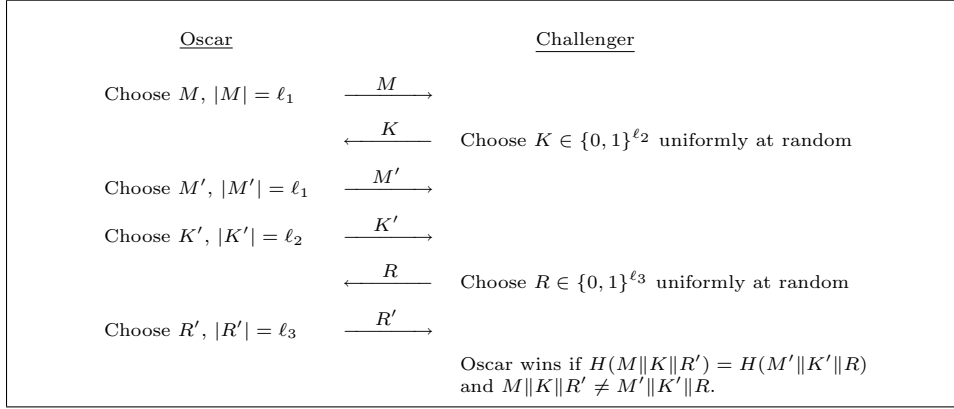 Oscar Challenger
Choose M, |M| = ℓ₁ M
K Choose K ∈ {0, 1}^ℓ₂ uniformly at random
Choose M′, |M′| = ℓ₁ M′
Choose K′, |K′| = ℓ₂ K′
R Choose R ∈ {0, 1}^ℓ₃ uniformly at random
Choose R′, |R′| = ℓ₃ R′
Oscar wins if H(M‖K‖R′) = H(M′‖K′‖R)
and M‖K‖R′ ≠ M′‖K′‖R.